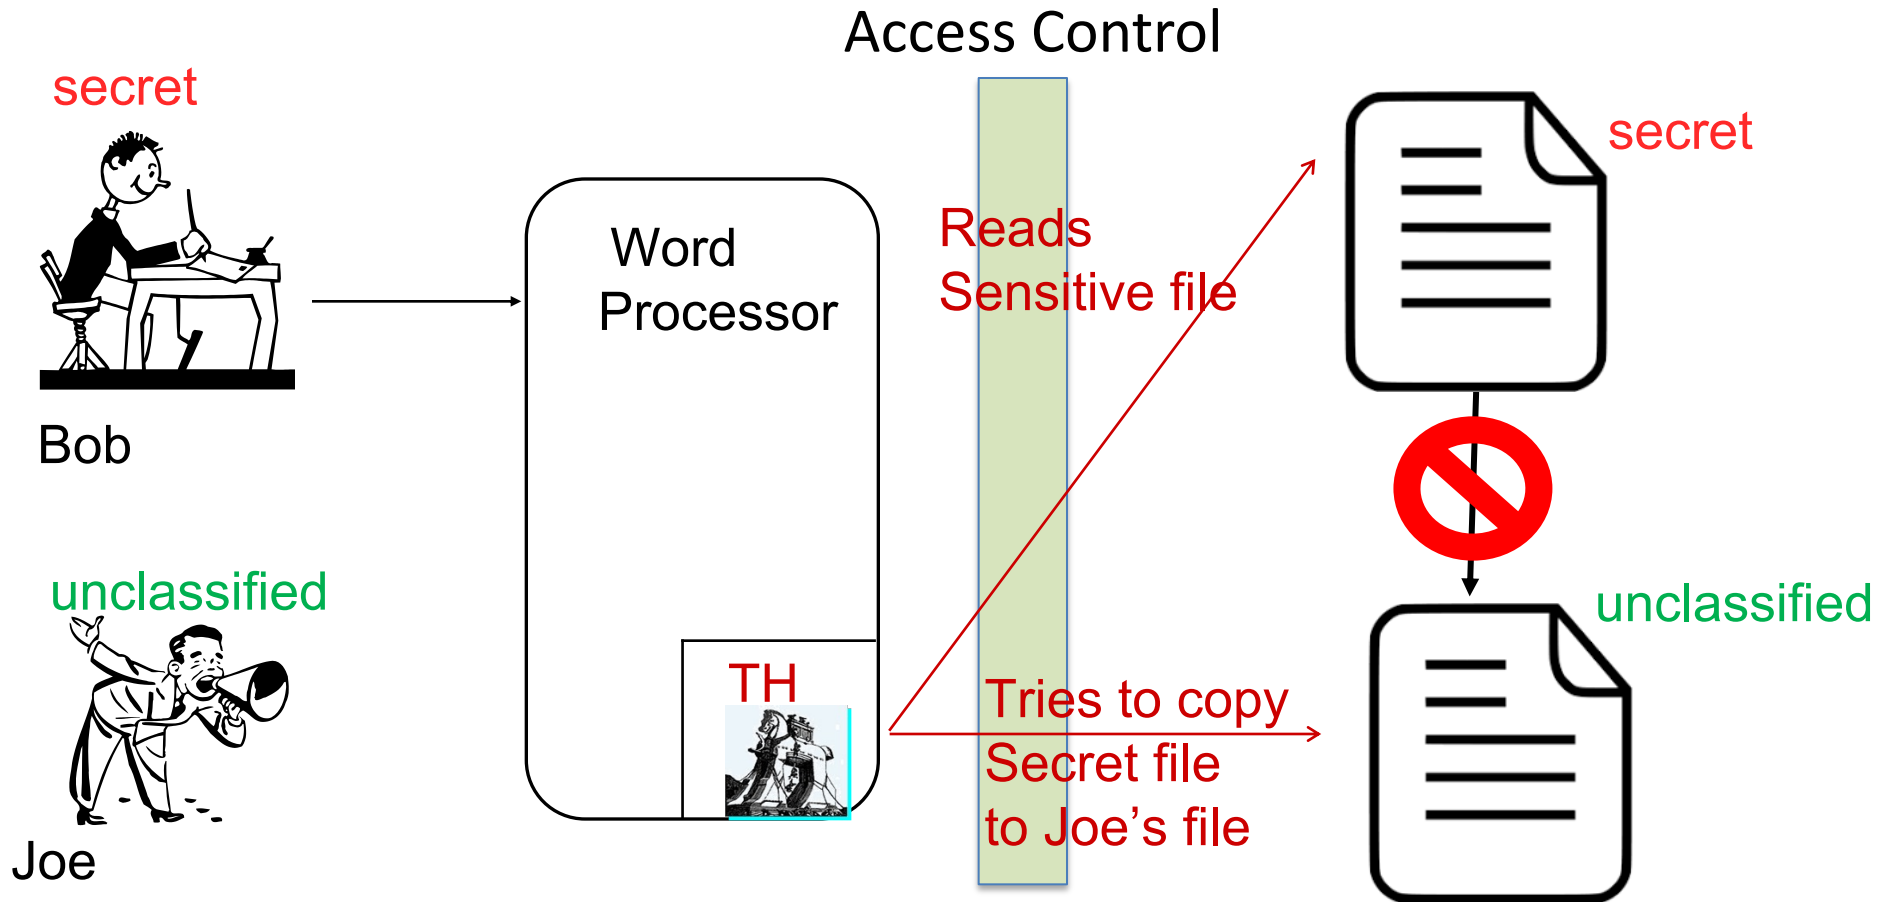 Access Control
secret
Bob
unclassified
Joe
Word
Processor
TH
Reads
Sensitive file
Tries to copy
Secret file
to Joe's file
secret
unclassified